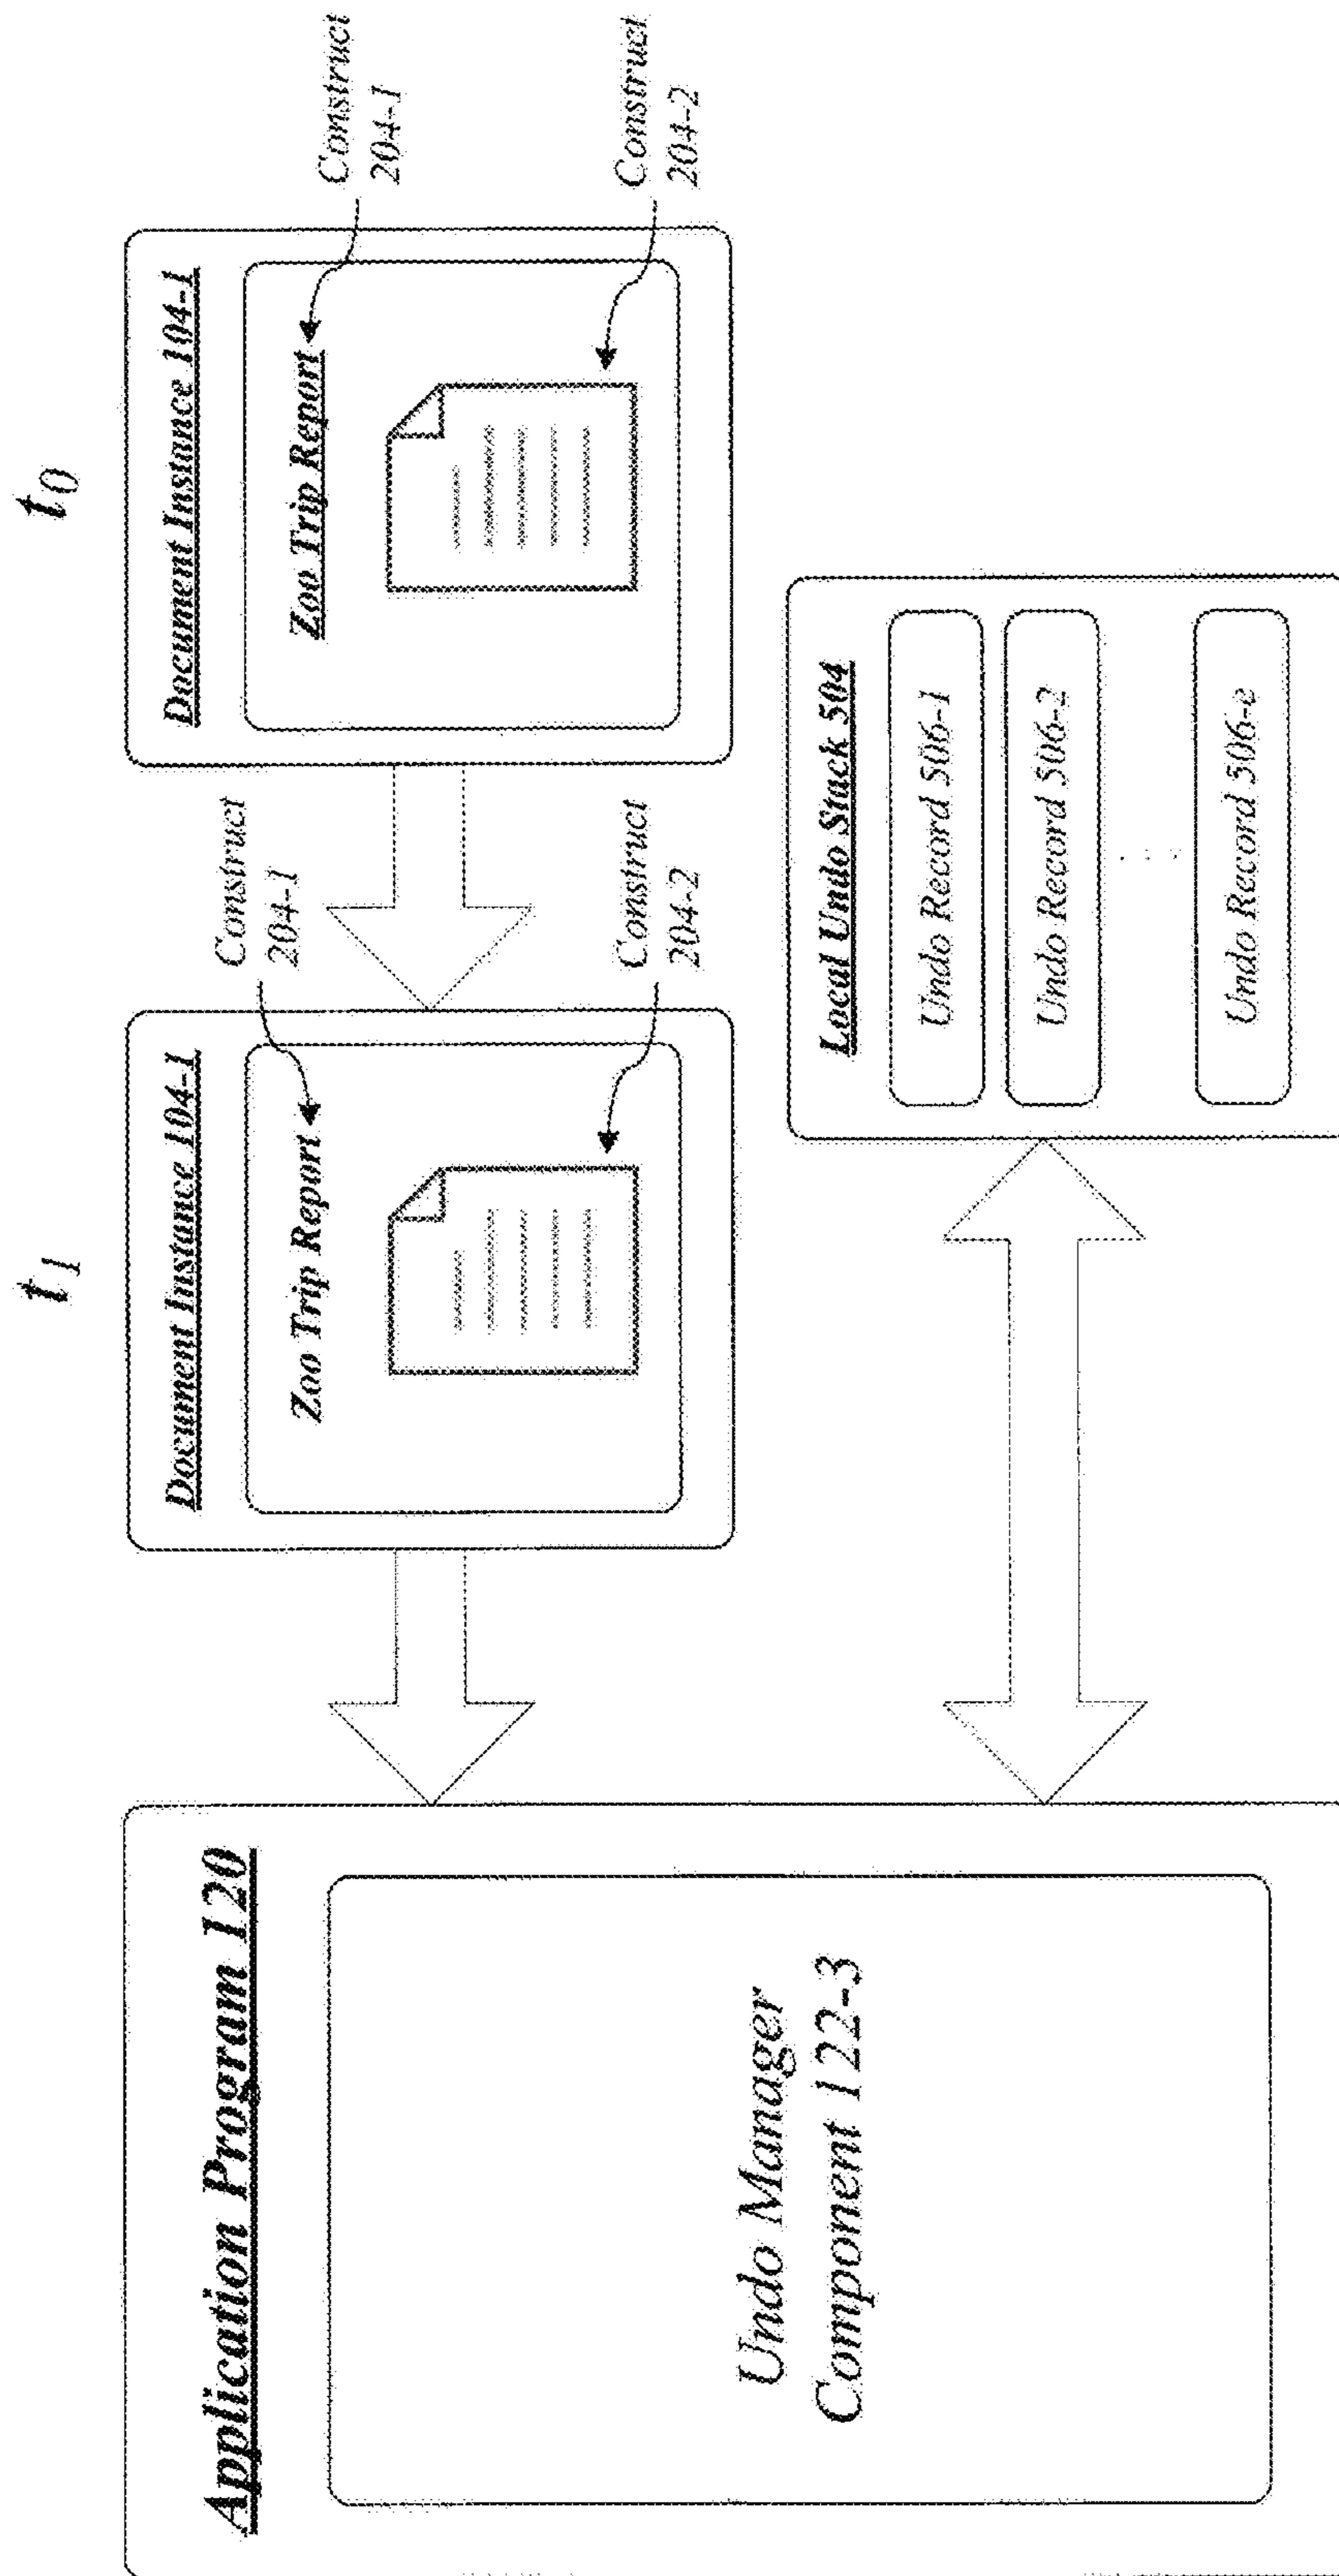 t1
t0
Application Program 120
Undo Manager
Component 122-3
Document Instance 104-1
Zoo Trip Report
Construct
204-1
Construct
204-2
Document Instance 104-1
Zoo Trip Report
Construct
204-1
Construct
204-2
Local Undo Stack 504
Undo Record 506-1
Undo Record 506-2
. . .
Undo Record 506-e